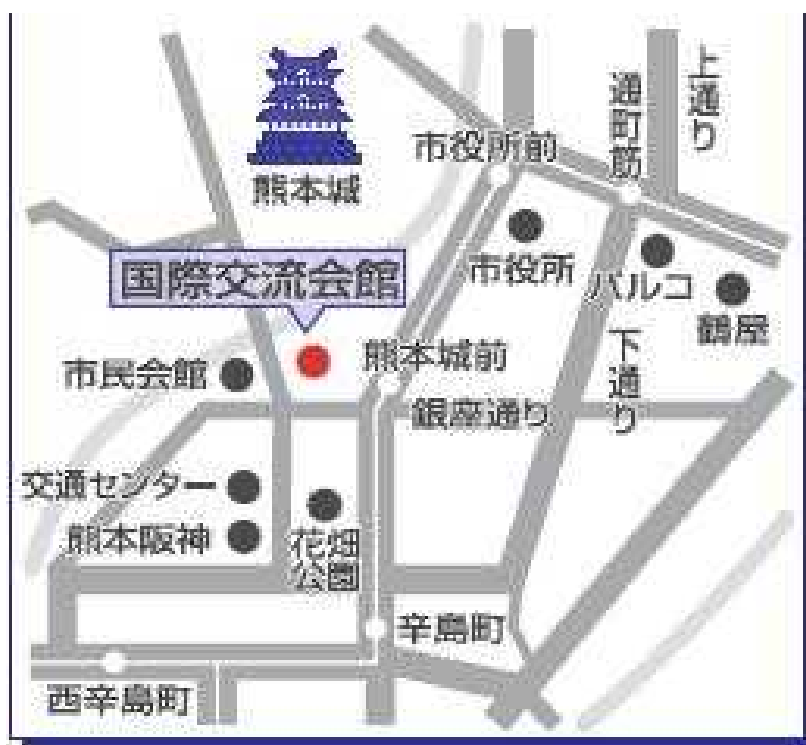 上通り
通町筋
市役所前
熊本城
市役所
パルコ
鶴屋
国際交流会館
熊本城前
下通り
市民会館
銀座通り
交通センター
熊本阪神
花畑
公園
辛島町
西辛島町